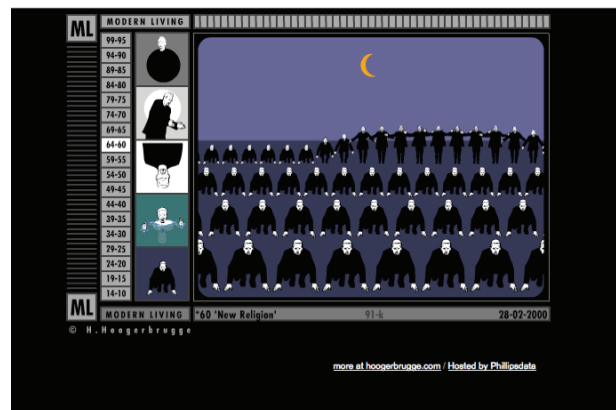 ML
MODERN LIVING
99-95
94-90
89-85
84-80
79-75
74-70
69-65
64-60
59-55
54-50
49-45
44-40
39-35
34-30
29-25
24-20
19-15
14-10
ML
MODERN LIVING
*60 'New Religion'
91-k
28-02-2000
© H.Hoogerbrugge
more at hoogerbrugge.com / Hosted by Phillipsdata